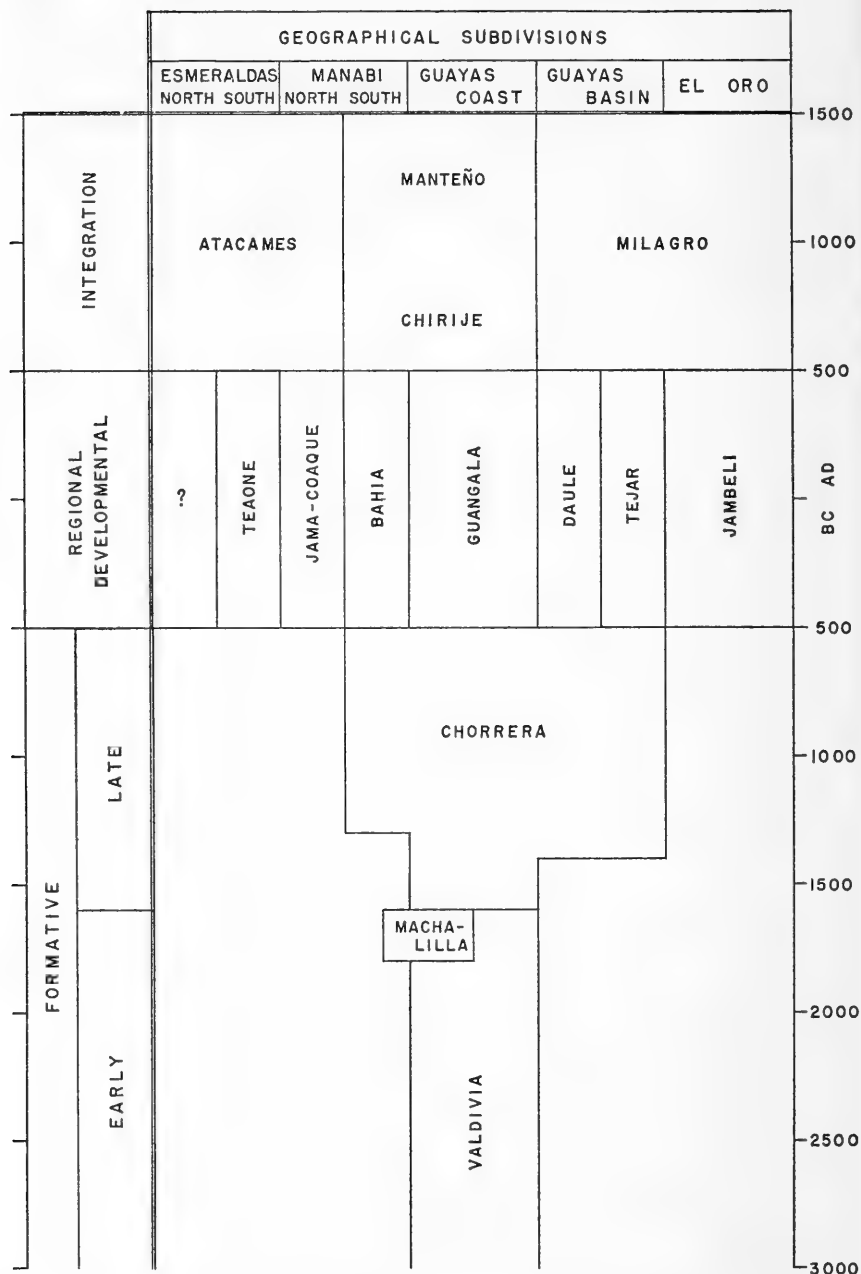 GEOGRAPHICAL SUBDIVISIONS
ESMERALDAS
NORTH SOUTH
MANABI
NORTH SOUTH
GUAYAS
COAST
GUAYAS
BASIN
EL ORO
1500
INTEGRATION
MANTEÑO
ATACAMES
MILAGRO
1000
CHIRIJE
500
REGIONAL
DEVELOPMENTAL
?
TEAONE
JAMA-COAQUE
BAHIA
GUANGALA
DAULE
TEJAR
JAMBELI
BC AD
500
FORMATIVE
LATE
CHORRERA
1000
1500
MACHA-
LILLA
2000
EARLY
VALDIVIA
2500
3000